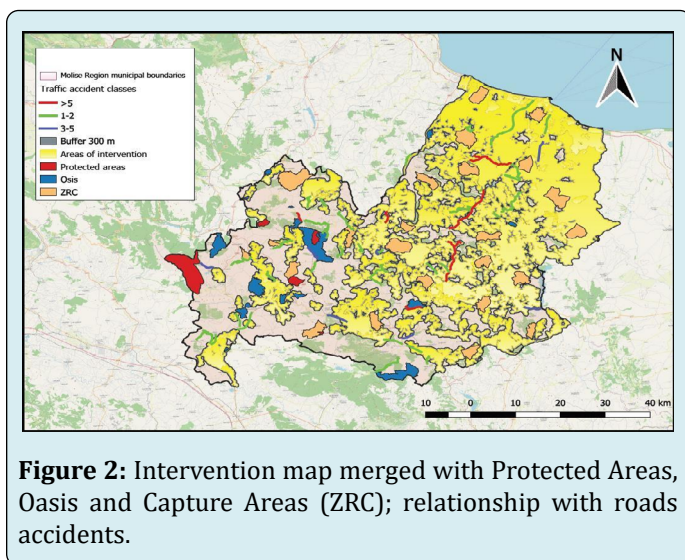 N
Molise Region municipal boundaries
Traffic accident classes
>5
1-2
3-5
Buffer 300 m
Areas of intervention
Protected areas
Osis
ZRC
10 0 10 20 30 40 km
Figure 2: Intervention map merged with Protected Areas,
Oasis and Capture Areas (ZRC); relationship with roads
accidents.